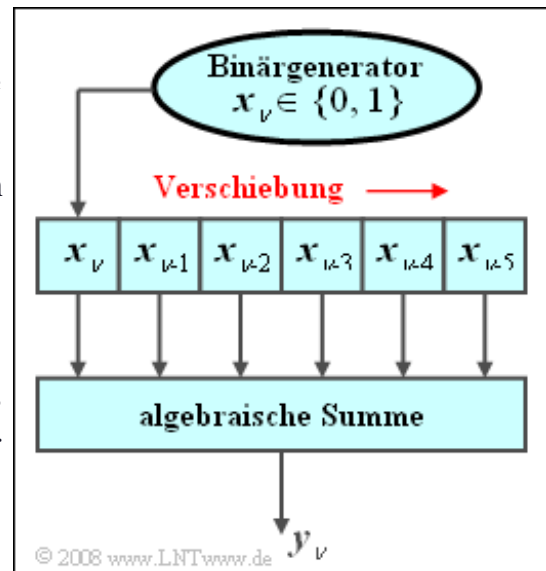 Binärgenerator
xν ∈ {0, 1}
Verschiebung
xν xν-1 xν-2 xν-3 xν-4 xν-5
algebraische Summe
yν
© 2008 www.LNTwww.de